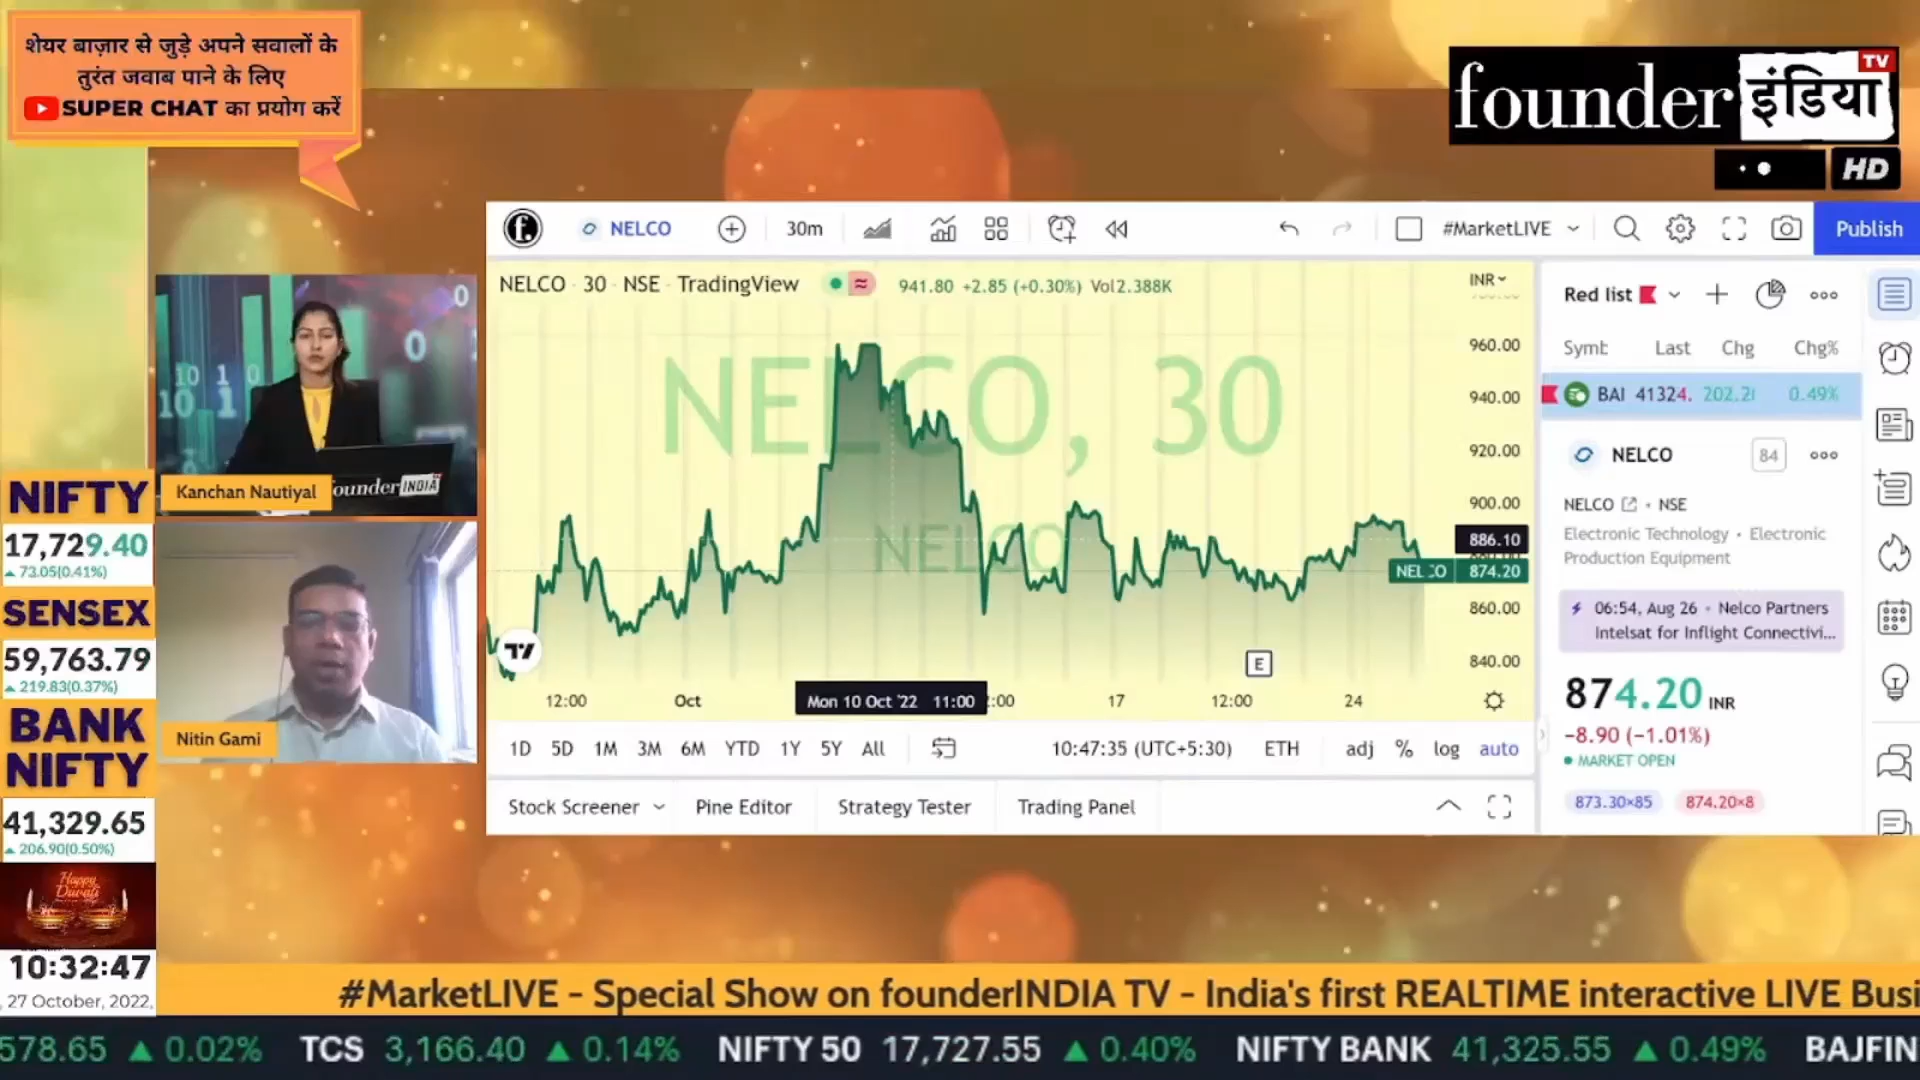 शेयर बाज़ार से जुड़े अपने सवालों के
तुरंत जवाब पाने के लिए
SUPER CHAT का प्रयोग करें
founder इंडिया TV
HD
NELCO
30m
#MarketLIVE
Publish
NELCO · 30 · NSE · TradingView
941.80 +2.85 (+0.30%) Vol2.388K
INR
NELCO, 30
NELCO
960.00
940.00
920.00
900.00
886.10
NEL
CO
874.20
860.00
840.00
E
12:00
Oct
Mon 10 Oct '22 11:00
:00
17
12:00
24
1D 5D 1M 3M 6M YTD 1Y 5Y All
10:47:35 (UTC+5:30)
ETH
adj % log auto
Stock Screener
Pine Editor
Strategy Tester
Trading Panel
Red list
Last Chg Chg%
BAI 41324. 0.49%
NELCO
84
NELCO · NSE
Electronic Technology · Electronic
Production Equipment
06:54, Aug 26 · Nelco Partners
Intelsat for Inflight Connectivi...
874.20 INR
−8.90 (−1.01%)
MARKET OPEN
873.30×85
874.20×8
Kanchan Nautiyal
ounder INDIA
Nitin Gami
NIFTY
17,729.40
73.05(0.41%)
SENSEX
59,763.79
219.83(0.37%)
BANK
NIFTY
41,329.65
206.90(0.50%)
Happy
Diwali
10:32:47
, 27 October, 2022,
#MarketLIVE - Special Show on founderINDIA TV - India's first REALTIME interactive LIVE Busi
578.65 ▲ 0.02% TCS 3,166.40 ▲ 0.14% NIFTY 50 17,727.55 ▲ 0.40% NIFTY BANK 41,325.55 ▲ 0.49% BAJFIN